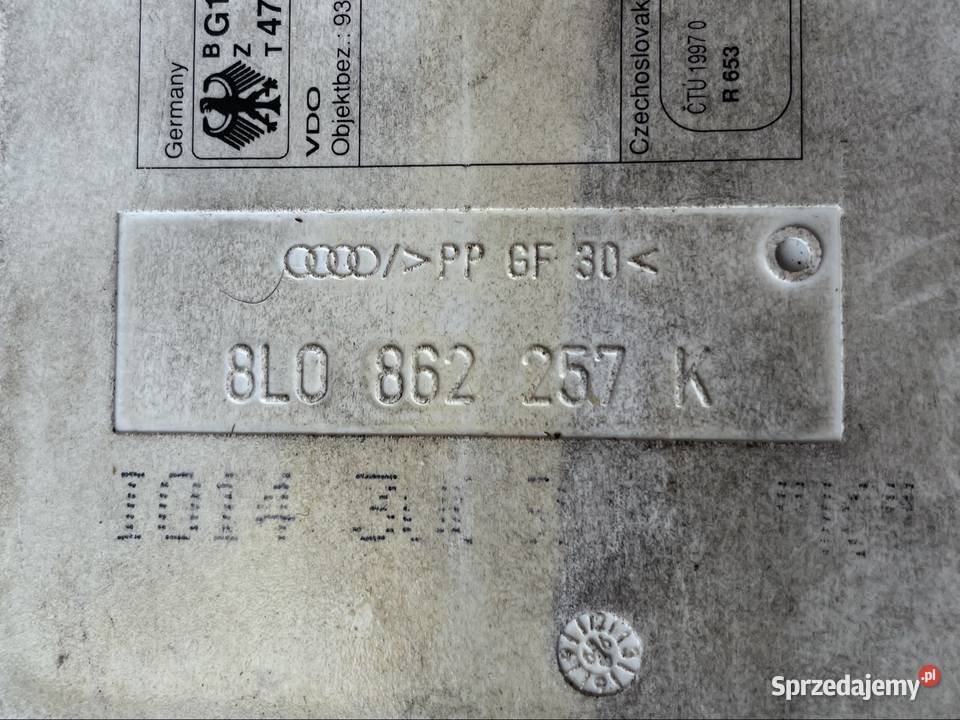 Germany
B G1
Z
T 47
VDO
Objektbez.: 93
Czechoslovak
ČTÚ 1997 0
R 653
/>PP GF 30<
8L0 862 257 K
1014
Sprzedajemy.pl